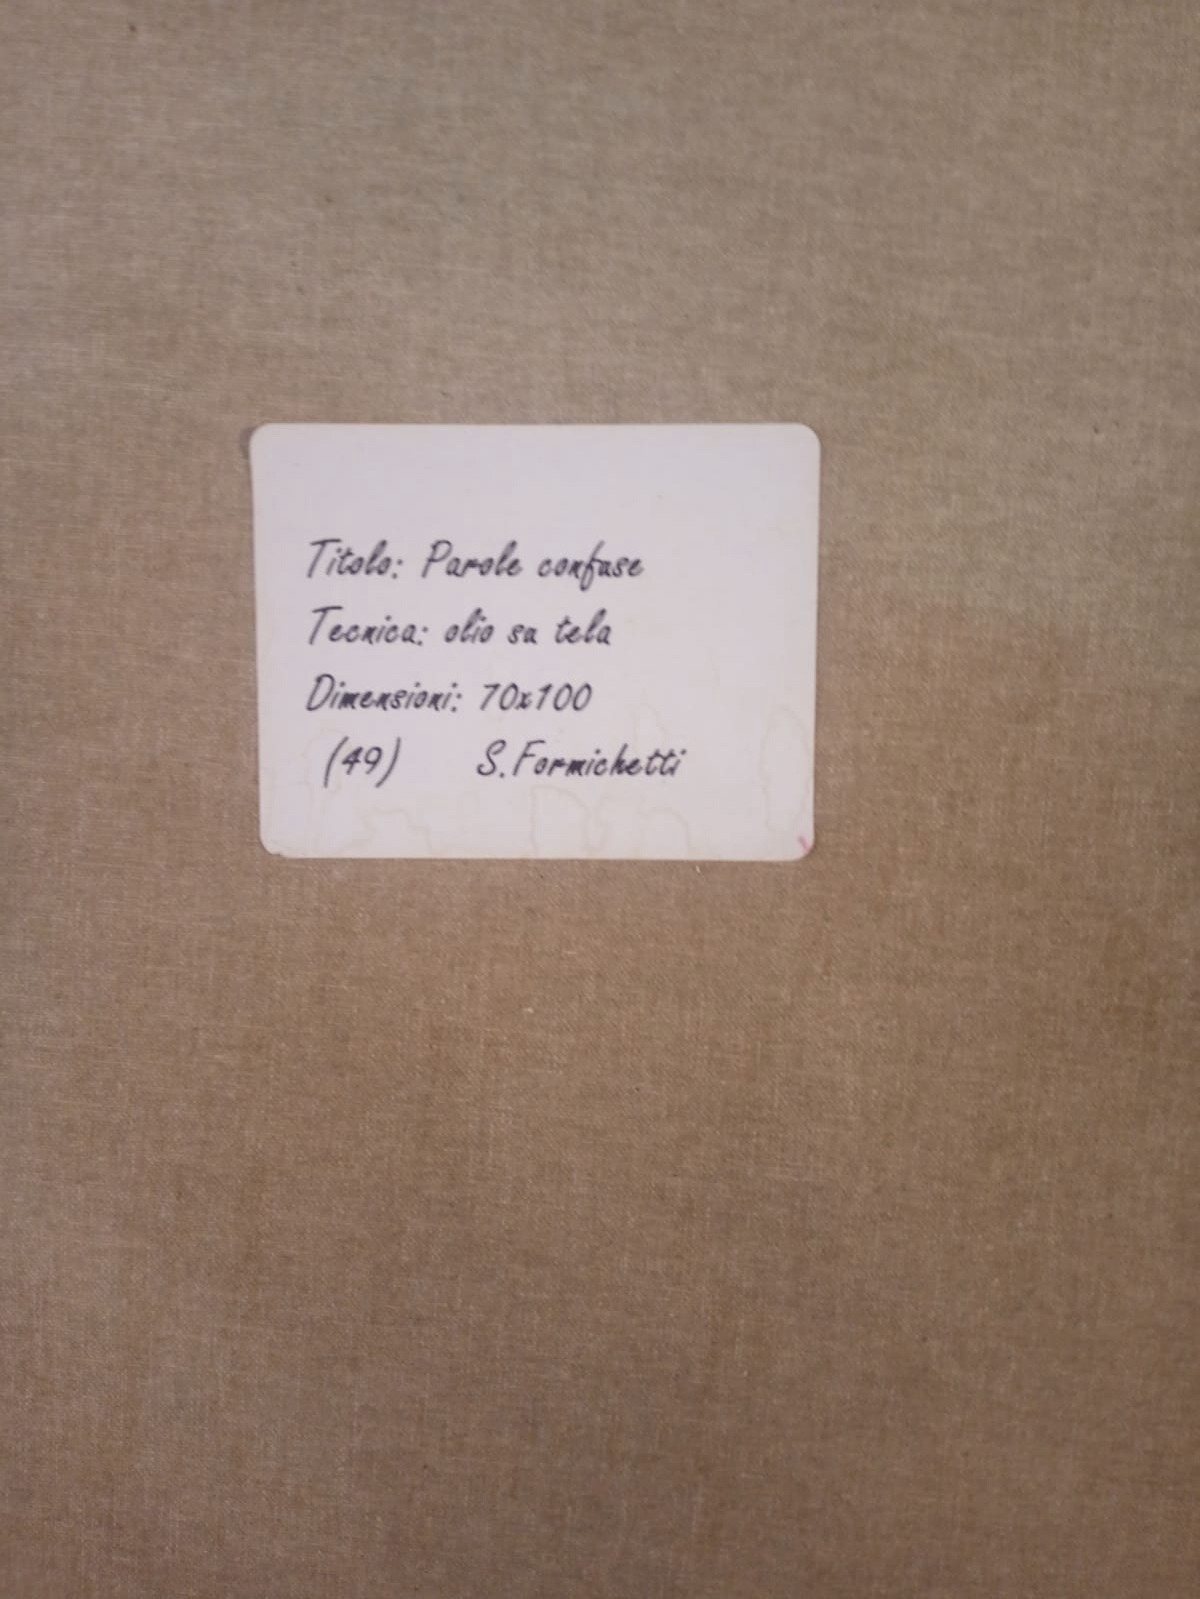 Titolo: Parole confuse
Tecnica: olio su tela
Dimensioni: 70x100
(49) S. Formichetti